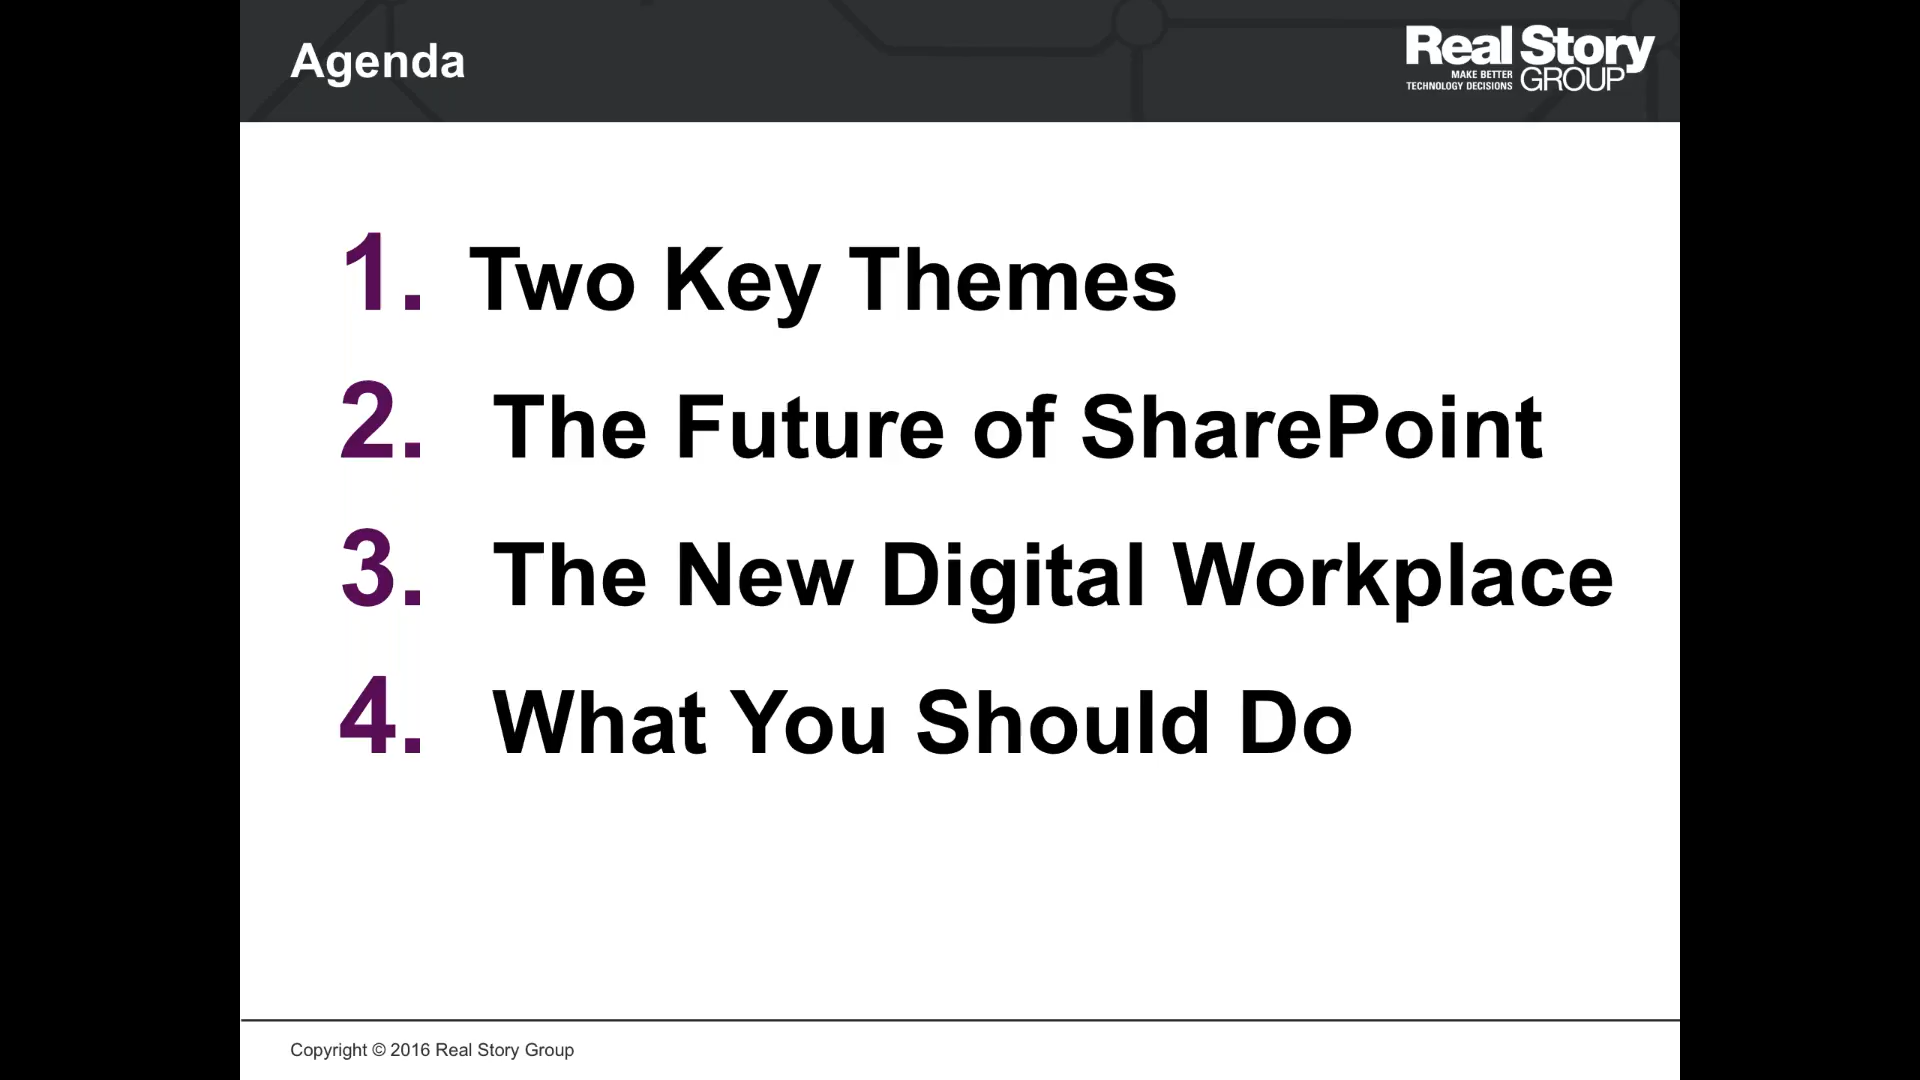 Agenda
Real Story
MAKE BETTER
TECHNOLOGY DECISIONS
GROUP
1. Two Key Themes
2. The Future of SharePoint
3. The New Digital Workplace
4. What You Should Do
Copyright © 2016 Real Story Group